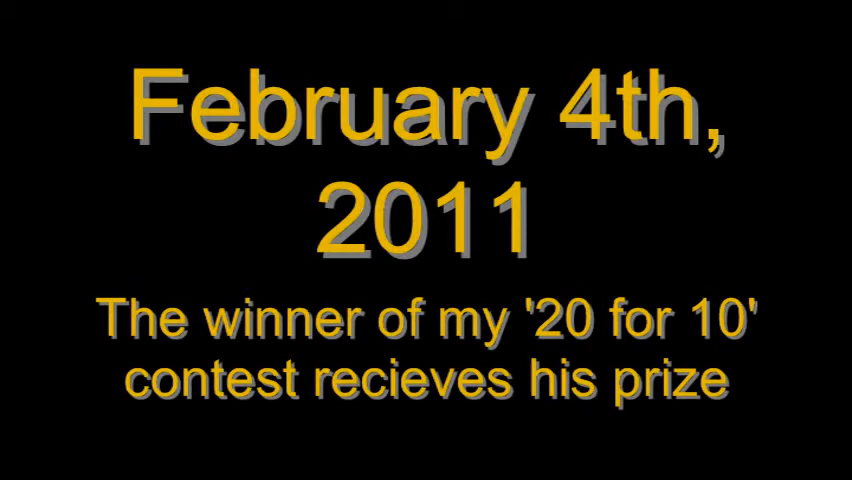 February 4th,
2011
The winner of my '20 for 10'
contest recieves his prize